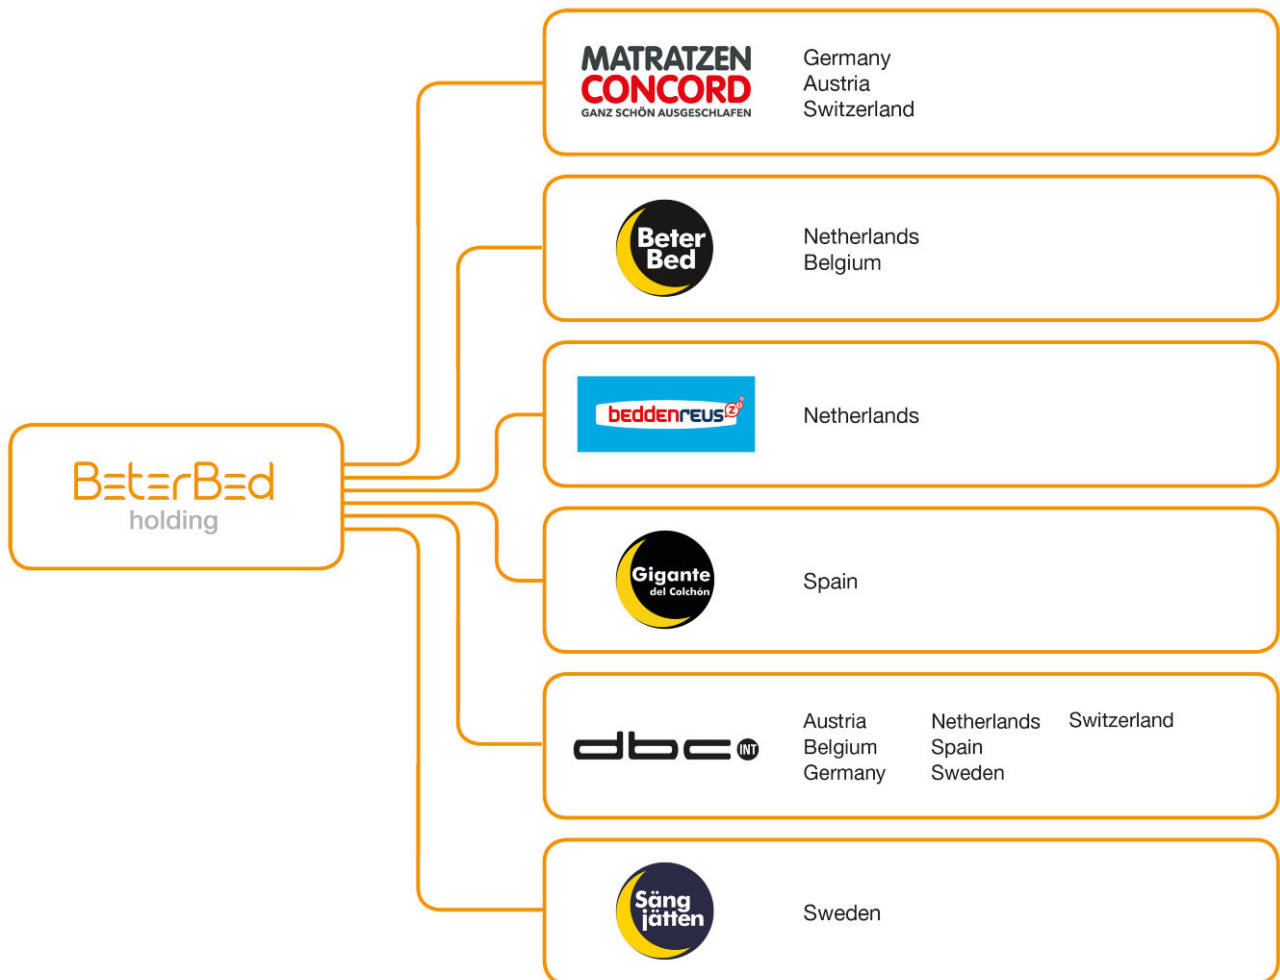 MATRATZEN
CONCORD
GANZ SCHÖN AUSGESCHLAFEN
Germany
Austria
Switzerland
Beter
Bed
Netherlands
Belgium
beddenreus z
Netherlands
BeterBed
holding
Gigante
del Colchón
Spain
dbc INT
Austria
Belgium
Germany
Netherlands
Spain
Sweden
Switzerland
Säng
jätten
Sweden